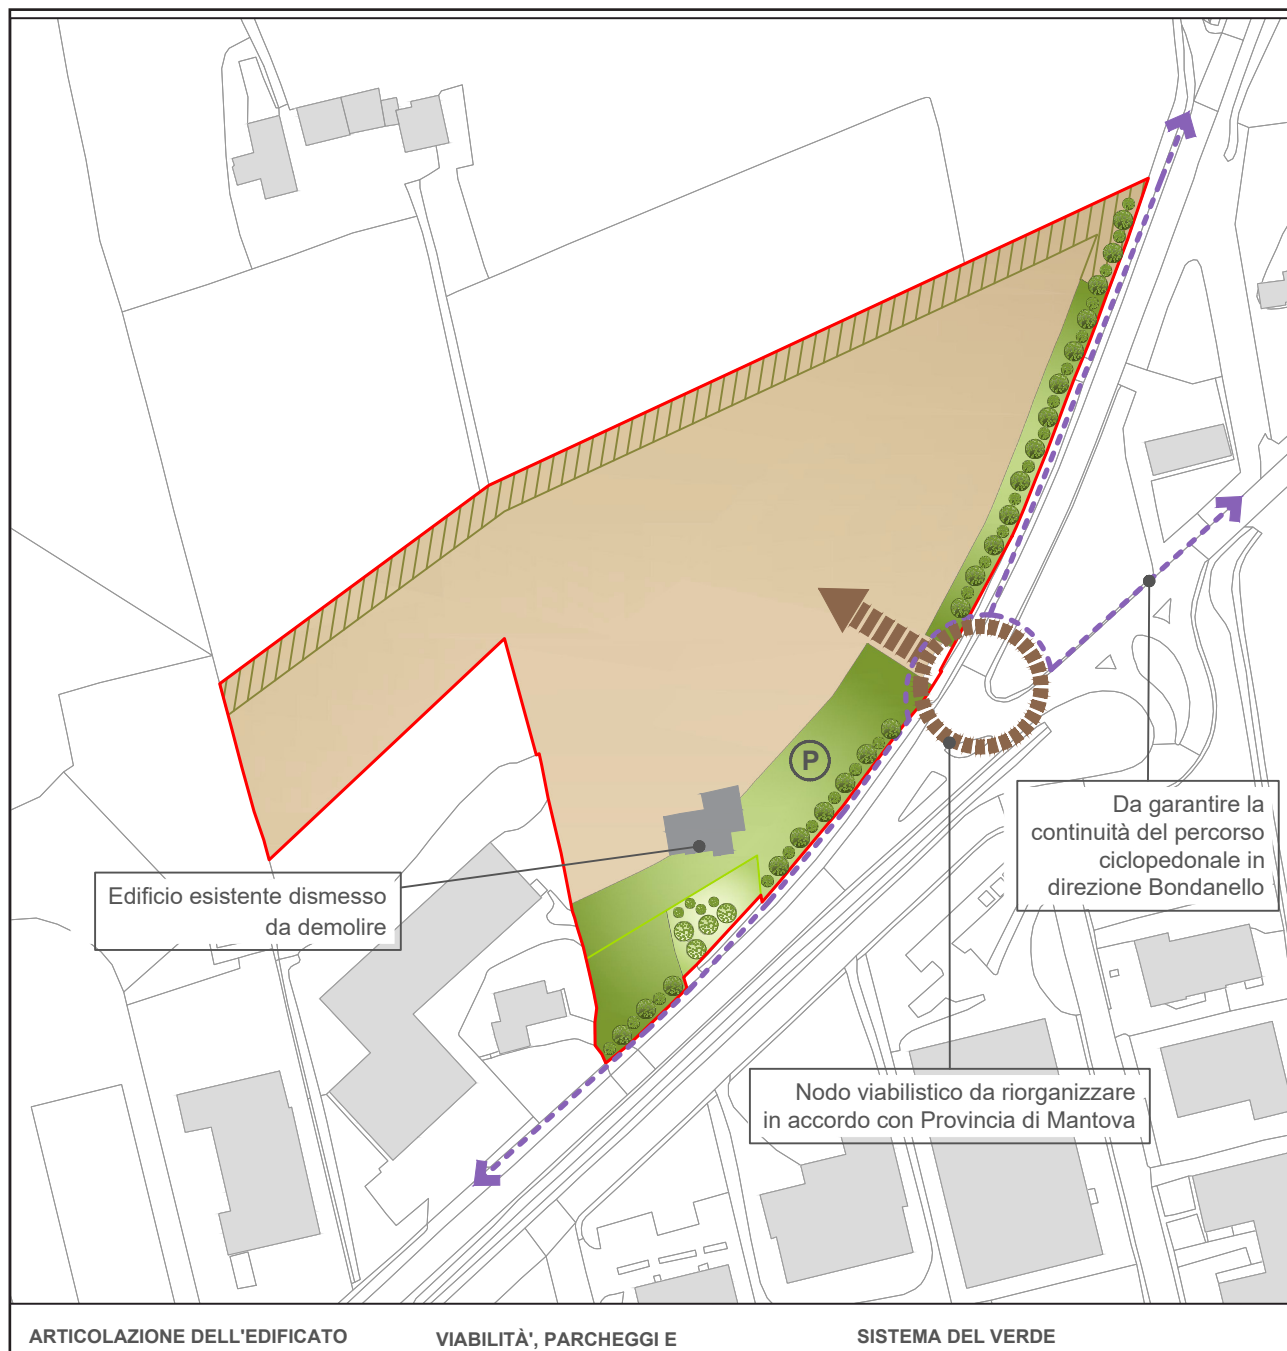 P
Da garantire la
continuità del percorso
ciclopedonale in
direzione Bondanello
Edificio esistente dismesso
da demolire
Nodo viabilistico da riorganizzare
in accordo con Provincia di Mantova
ARTICOLAZIONE DELL'EDIFICATO
VIABILITÀ', PARCHEGGI E
SISTEMA DEL VERDE